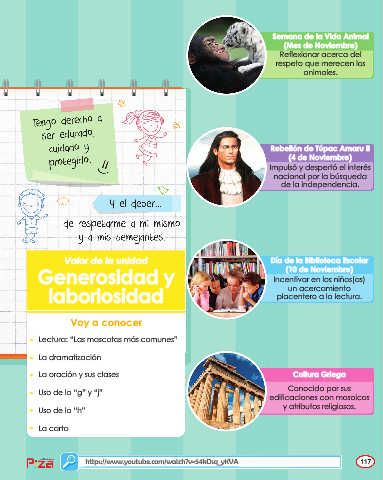 Semana de la Vida Animal
(Mes de Noviembre)
Reflexionar acerca del
respeto que merecen los
animales.
Tengo derecho a
ser educado,
cuidado y
protegido.
Rebelión de Túpac Amaru II
(4 de Noviembre)
Impulsó y despertó el interés
nacional por la búsqueda
de la independencia.
Y el deber...
de respetarme a mí mismo
y a mis semejantes.
Día de la Biblioteca Escolar
(10 de Noviembre)
Incentivar en los niños(as)
un acercamiento
placentero a la lectura.
Valor de la unidad
Generosidad y
laboriosidad
Voy a conocer
• Lectura: "Las mascotas más comunes"
• La dramatización
• La oración y sus clases
• Uso de la "g" y "j"
• Uso de la "h"
• La carta
Cultura Griega
Conocida por sus
edificaciones con mosaicos
y atributos religiosos.
https://www.youtube.com/watch?v=
117